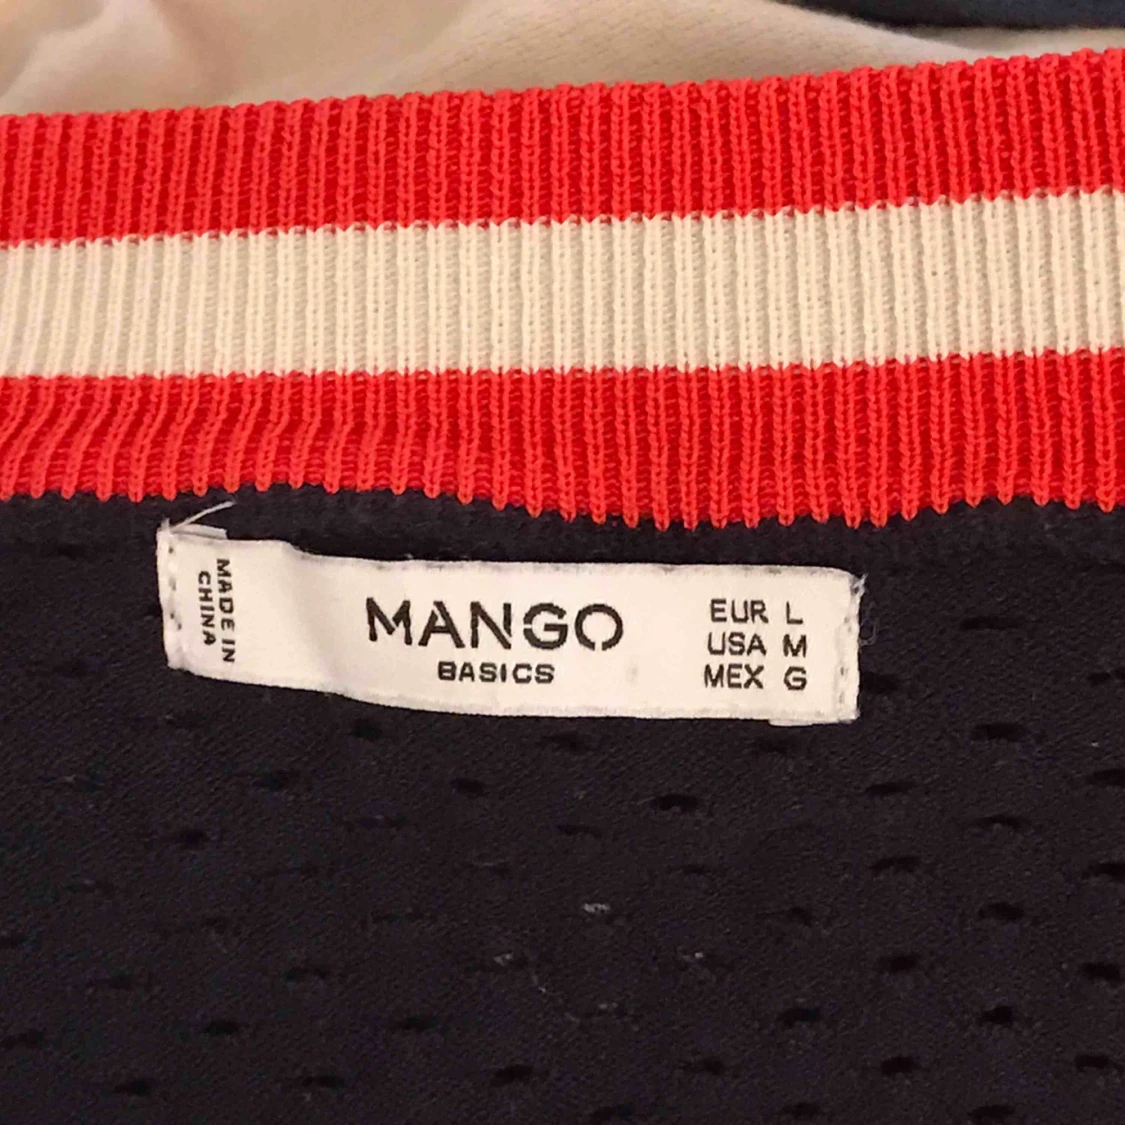 MADE IN
CHINA
MANGO
BASICS
EUR L
USA M
MEX G